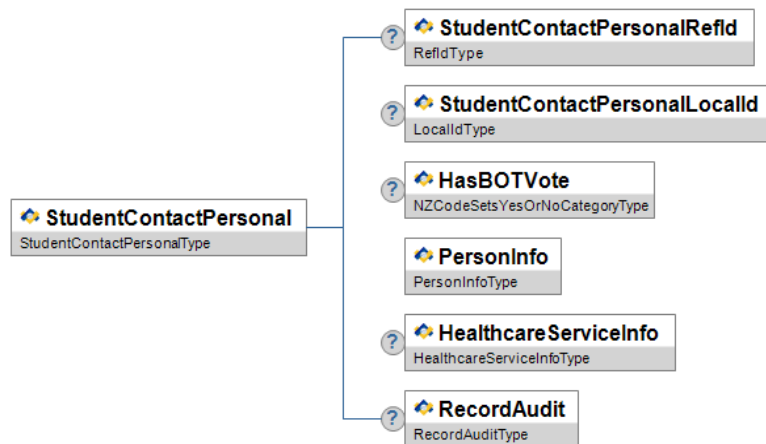 ?
StudentContactPersonalRefId
RefIdType
?
StudentContactPersonalLocalId
LocalIdType
?
HasBOTVote
NZCodeSetsYesOrNoCategoryType
StudentContactPersonal
StudentContactPersonalType
PersonInfo
PersonInfoType
?
HealthcareServiceInfo
HealthcareServiceInfoType
?
RecordAudit
RecordAuditType